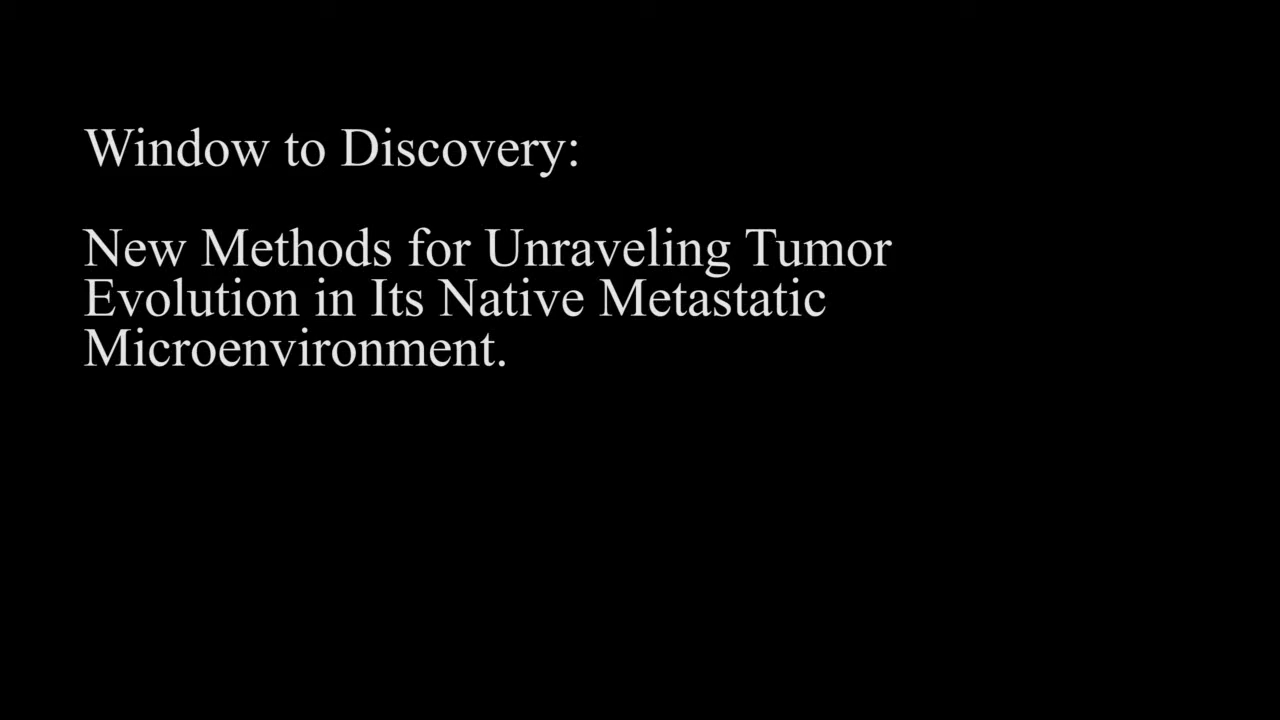 Window to Discovery:
New Methods for Unraveling Tumor
Evolution in Its Native Metastatic
Microenvironment.